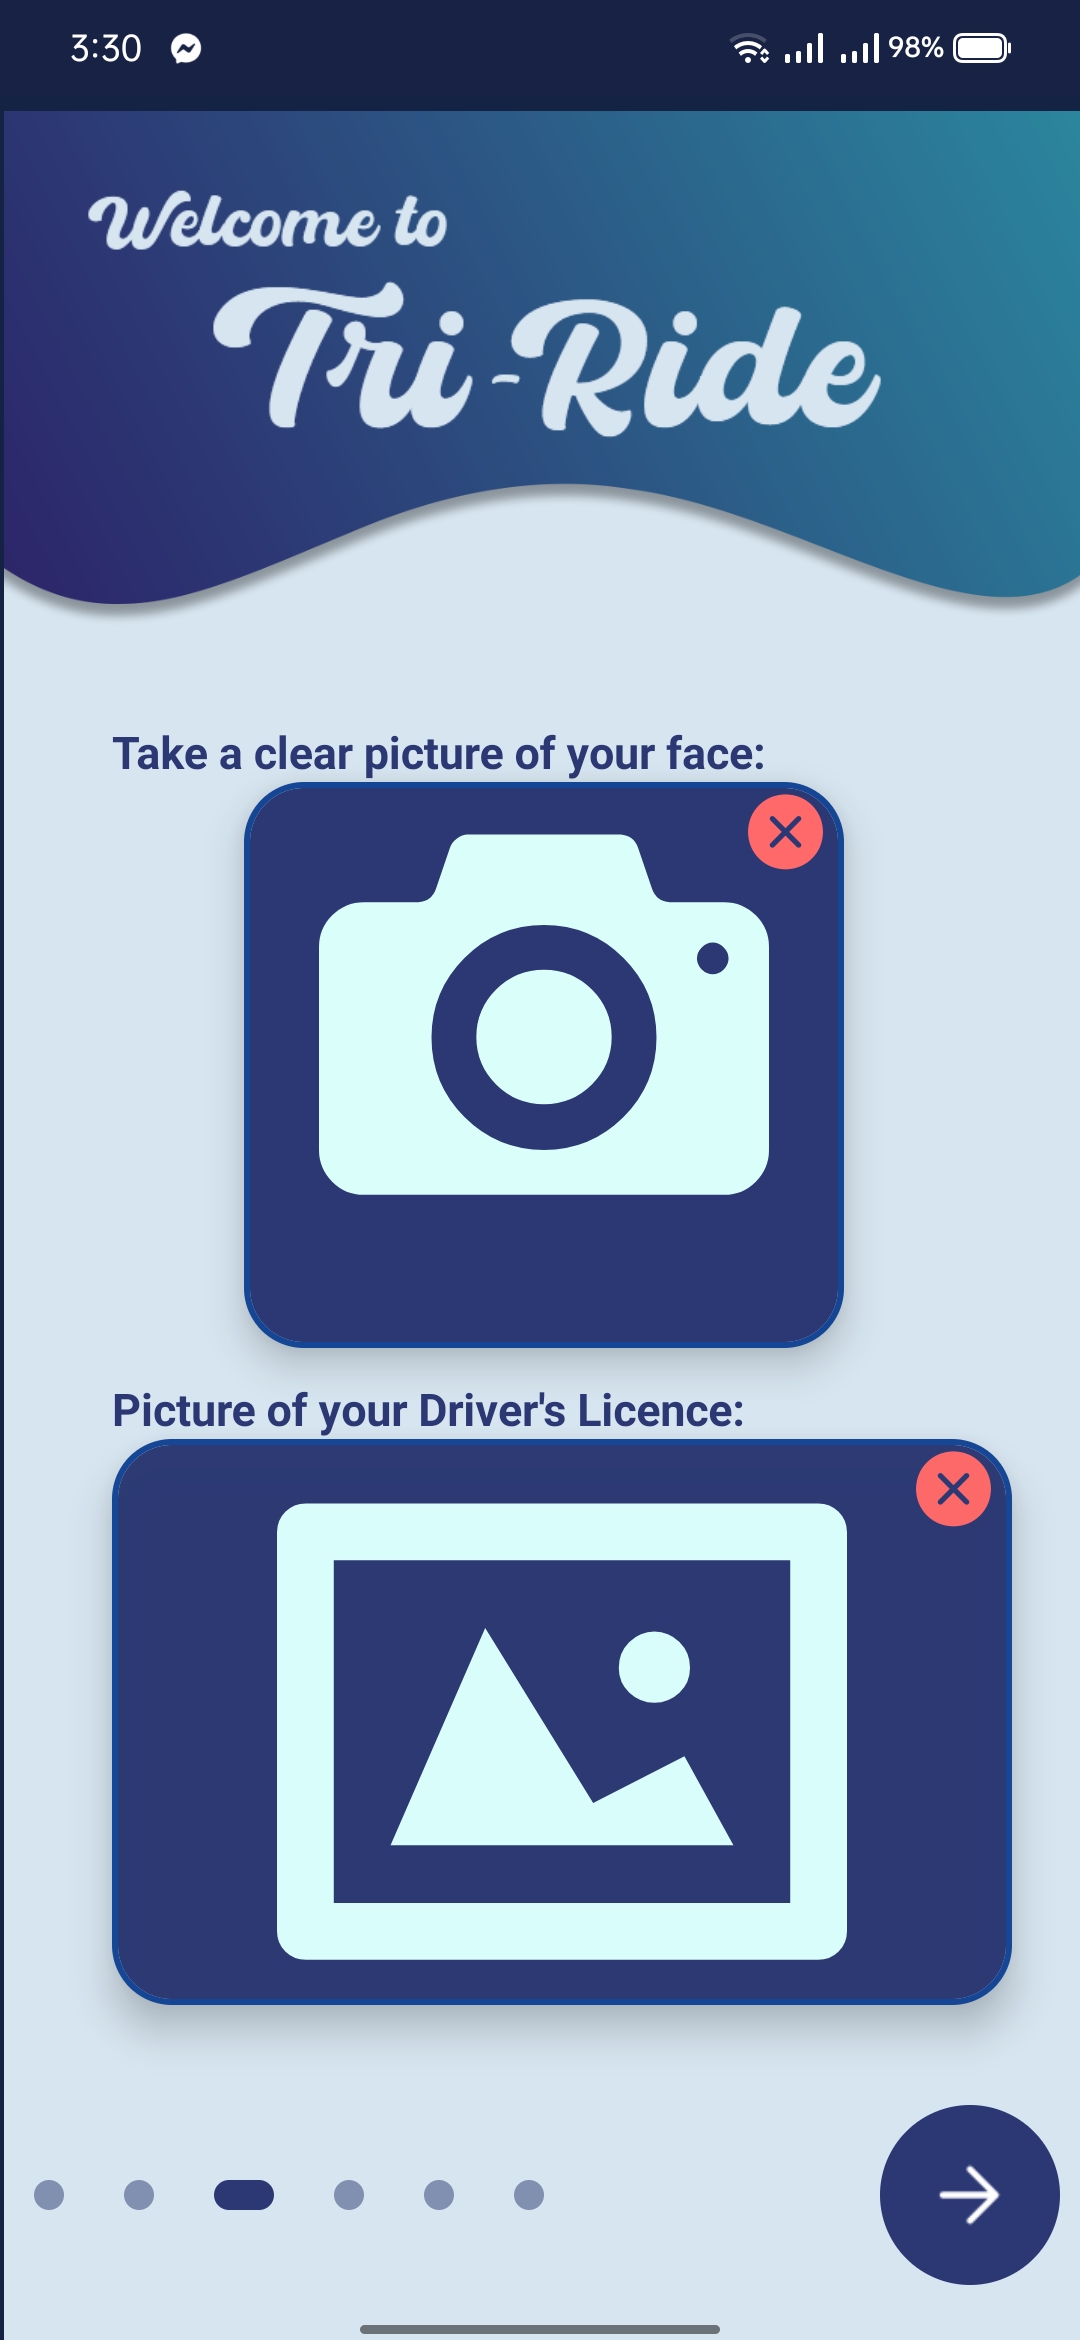 3:30
98%
Welcome to
Tri-Ride
Take a clear picture of your face:
Picture of your Driver's Licence: